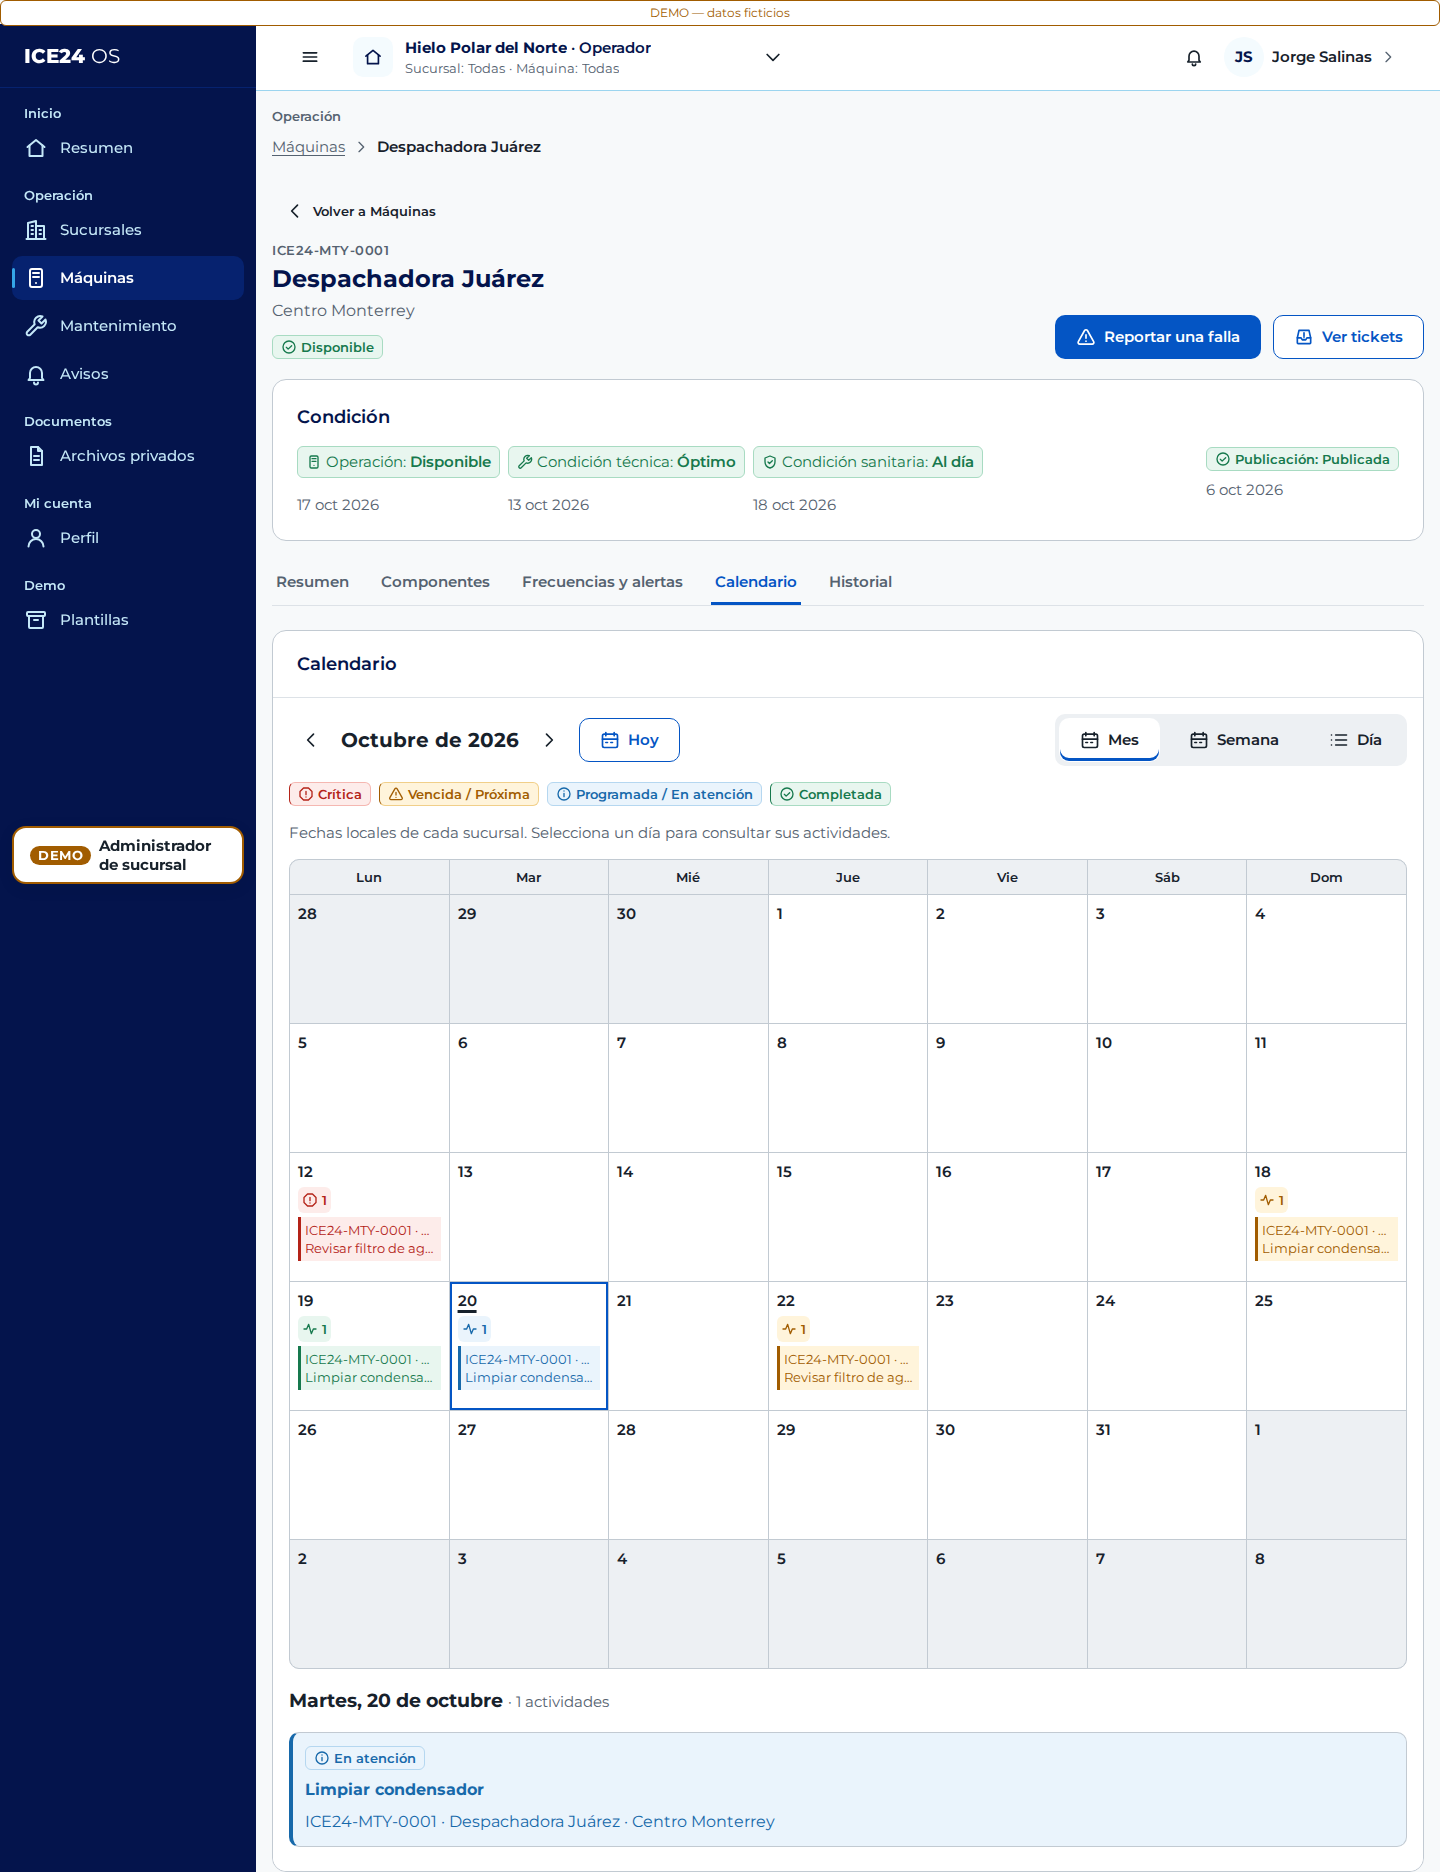 DEMO — datos ficticios
ICE24 OS
Inicio
Resumen
Operación
Sucursales
Máquinas
Mantenimiento
Avisos
Documentos
Archivos privados
Mi cuenta
Perfil
Demo
Plantillas
DEMO Administrador
de sucursal
Hielo Polar del Norte · Operador
Sucursal: Todas · Máquina: Todas
JS Jorge Salinas
Operación
Máquinas Despachadora Juárez
Volver a Máquinas
ICE24-MTY-0001
Despachadora Juárez
Centro Monterrey
Disponible
Reportar una falla Ver tickets
Condición
Operación: Disponible Condición técnica: Óptimo Condición sanitaria: Al día Publicación: Publicada
17 oct 2026 13 oct 2026 18 oct 2026 6 oct 2026
Resumen Componentes Frecuencias y alertas Calendario Historial
Calendario
Octubre de 2026 Hoy Mes Semana Día
Crítica Vencida / Próxima Programada / En atención Completada
Fechas locales de cada sucursal. Selecciona un día para consultar sus actividades.
Lun Mar Mié Jue Vie Sáb Dom
28 29 30 1 2 3 4
5 6 7 8 9 10 11
12 13 14 15 16 17 18
1 1
ICE24-MTY-0001 · ... ICE24-MTY-0001 · ...
Revisar filtro de ag... Limpiar condensa...
19 20 21 22 23 24 25
1 1 1
ICE24-MTY-0001 · ... ICE24-MTY-0001 · ... ICE24-MTY-0001 · ...
Limpiar condensa... Limpiar condensa... Revisar filtro de ag...
26 27 28 29 30 31 1
2 3 4 5 6 7 8
Martes, 20 de octubre · 1 actividades
En atención
Limpiar condensador
ICE24-MTY-0001 · Despachadora Juárez · Centro Monterrey